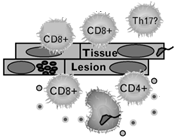 Th17?
CD8+
CD8+
Tissue
Lesion
CD8+
CD4+